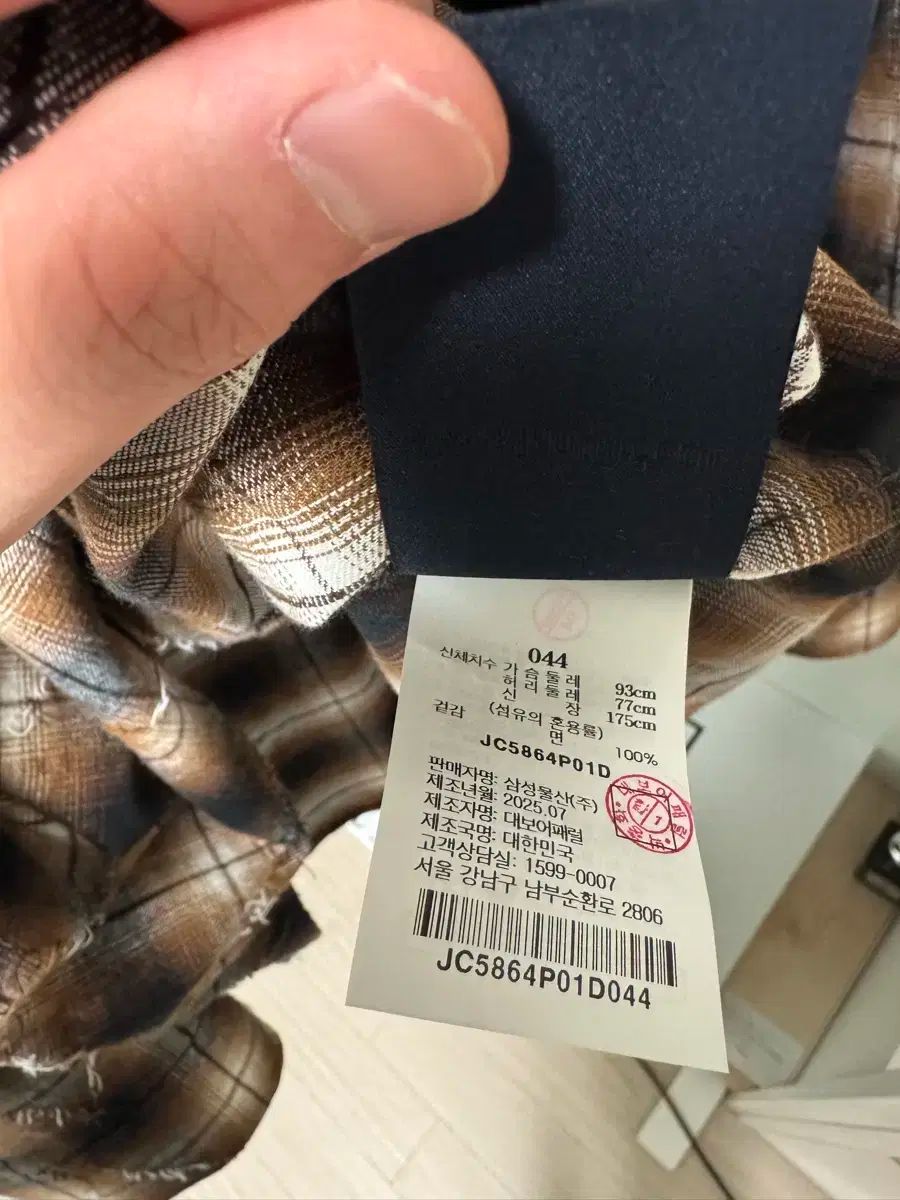 044
신체치수 가슴둘레 93cm
허리둘레 77cm
신장 175cm
겉감 (섬유의 혼용률)
면 100%
JC5864P01D
판매자명: 삼성물산(주)
제조년월: 2025.07
제조자명: 대보어패럴
제조국명: 대한민국
고객상담실: 1599-0007
서울 강남구 남부순환로 2806
JC5864P01D044